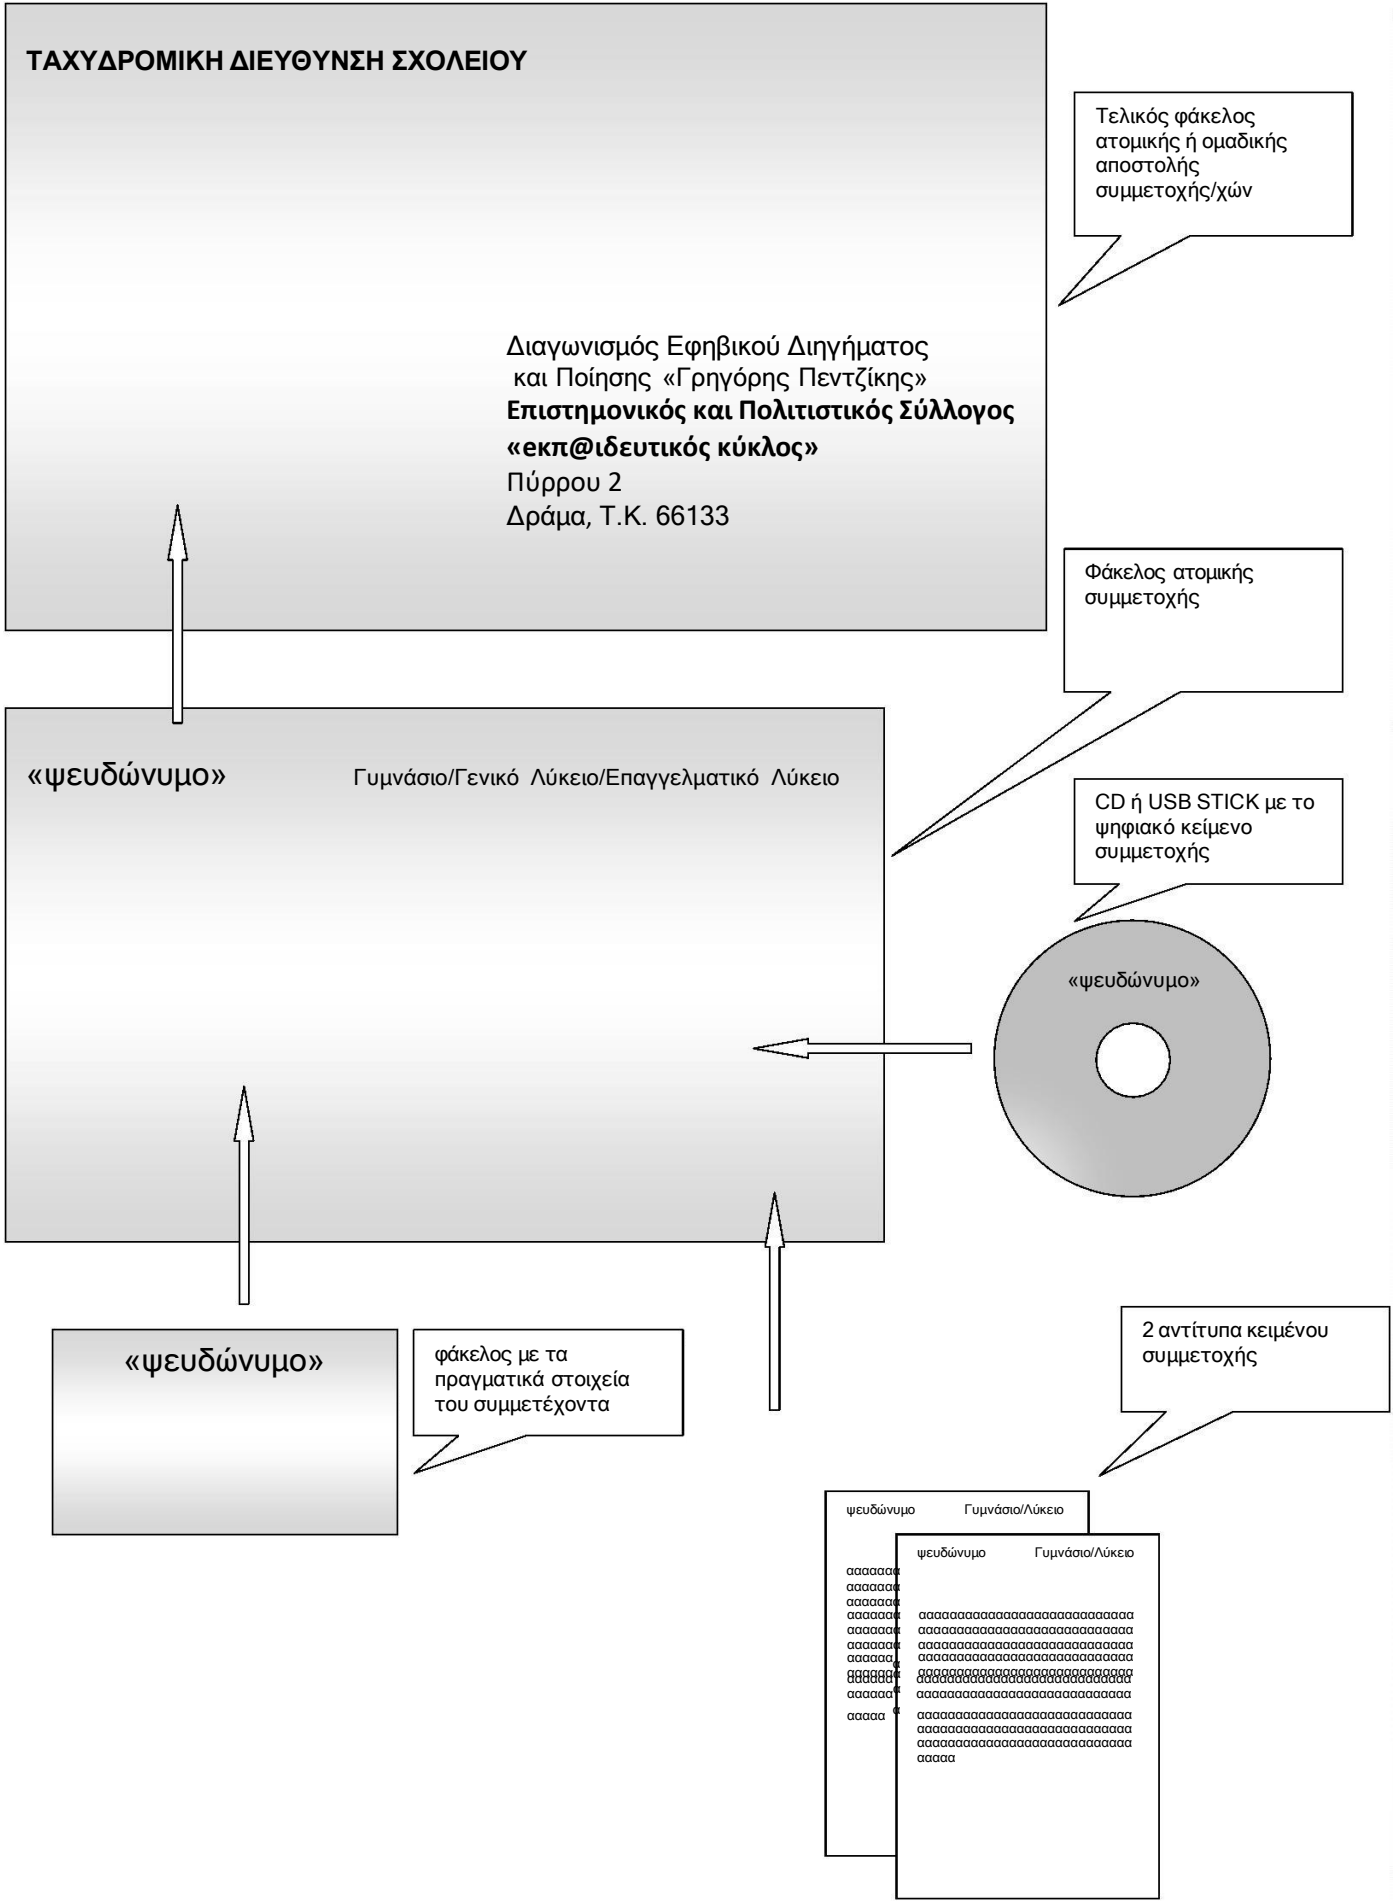 ΤΑΧΥΔΡΟΜΙΚΗ ΔΙΕΥΘΥΝΣΗ ΣΧΟΛΕΙΟΥ
Τελικός φάκελος
ατομικής ή ομαδικής
αποστολής
συμμετοχής/χών
Διαγωνισμός Εφηβικού Διηγήματος
και Ποίησης «Γρηγόρης Πεντζίκης»
Επιστημονικός και Πολιτιστικός Σύλλογος
«εκπ@ιδευτικός κύκλος»
Πύρρου 2
Δράμα, Τ.Κ. 66133
Φάκελος ατομικής
συμμετοχής
«ψευδώνυμο» Γυμνάσιο/Γενικό Λύκειο/Επαγγελματικό Λύκειο
CD ή USB STICK με το
ψηφιακό κείμενο
συμμετοχής
«ψευδώνυμο»
«ψευδώνυμο»
φάκελος με τα
πραγματικά στοιχεία
του συμμετέχοντα
2 αντίτυπα κειμένου
συμμετοχής
ψευδώνυμο Γυμνάσιο/Λύκειο
ψευδώνυμο Γυμνάσιο/Λύκειο
ααααα
ααααα